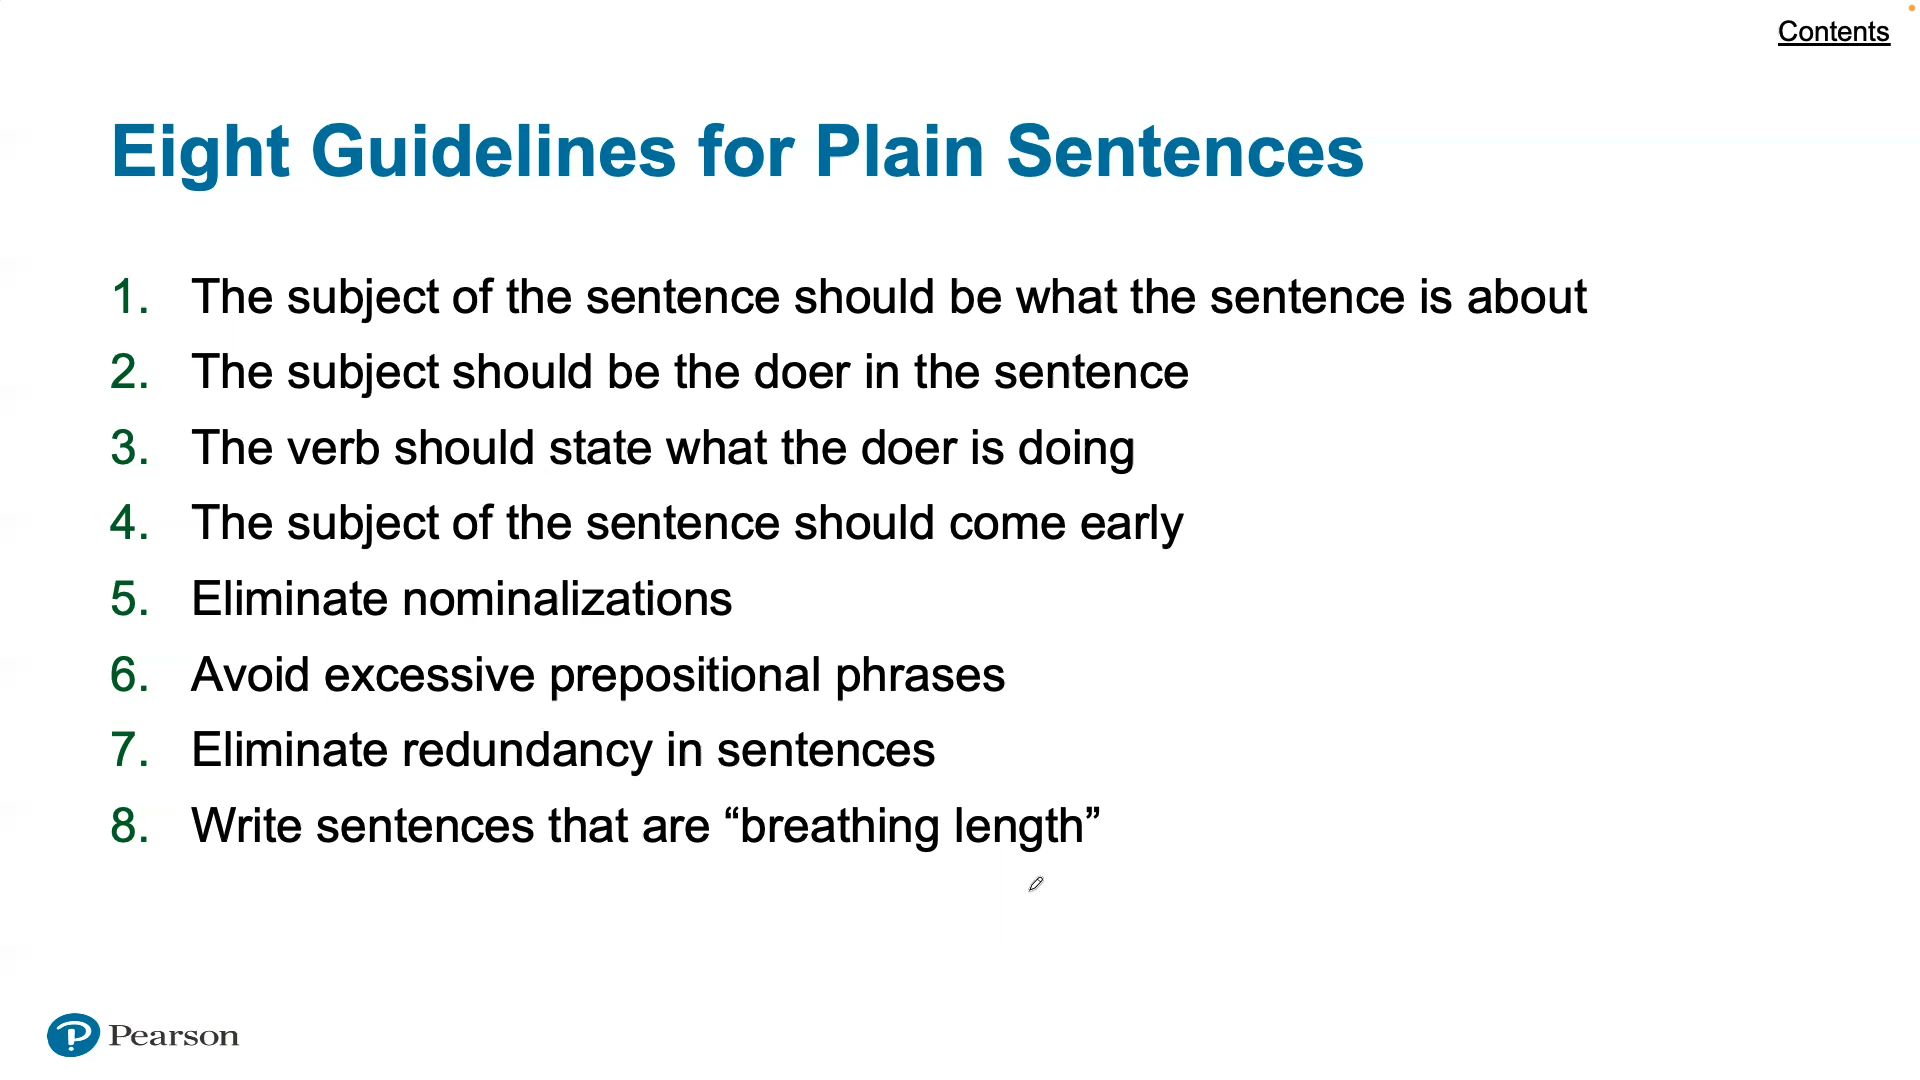 Contents
Eight Guidelines for Plain Sentences
1. The subject of the sentence should be what the sentence is about
2. The subject should be the doer in the sentence
3. The verb should state what the doer is doing
4. The subject of the sentence should come early
5. Eliminate nominalizations
6. Avoid excessive prepositional phrases
7. Eliminate redundancy in sentences
8. Write sentences that are “breathing length”
P Pearson